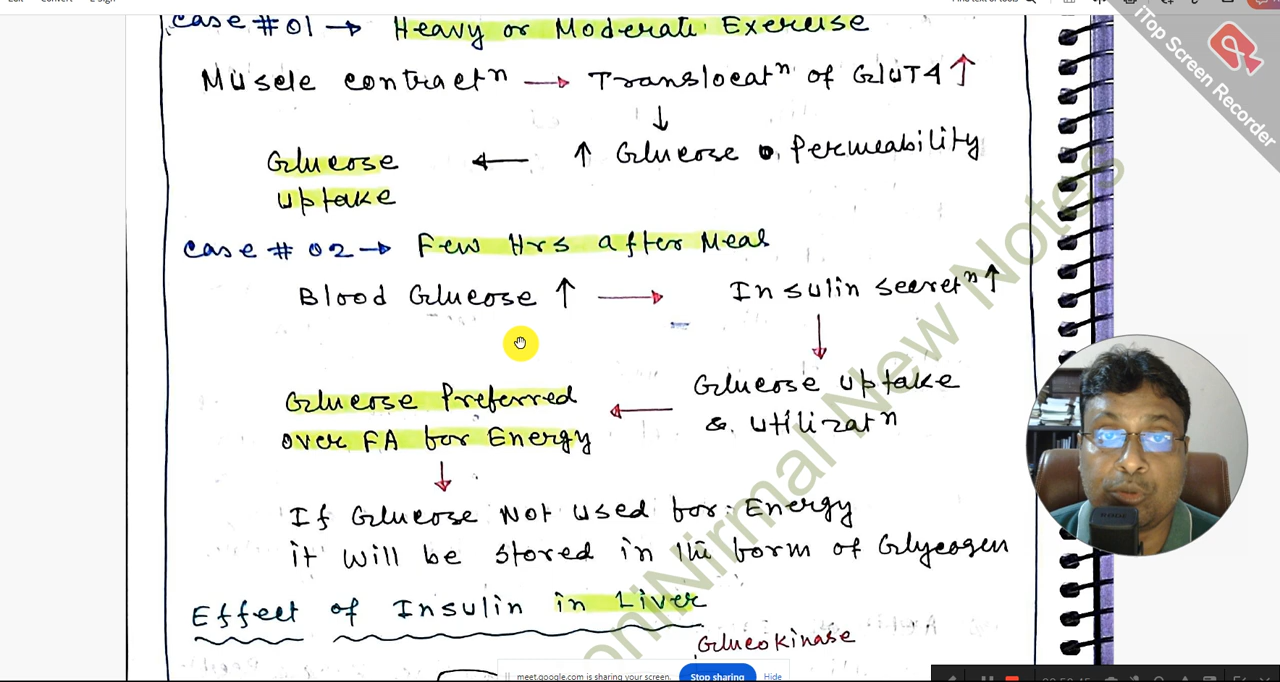 Case # 01 → Heavy or Moderate Exercise
Muscle contractⁿ → Translocatⁿ of GLUT4 ↑
↓
Glucose ← ↑ Glucose Permeability
uptake
Case # 02 → Few Hrs after Meal
Blood Glucose ↑ → Insulin Secretⁿ ↑
↓
Glucose Preferred ← Glucose uptake
over FA for Energy & utilizatⁿ
↓
If Glucose Not used for Energy
it will be stored in the form of Glycogen
Effect of Insulin in Liver
Glucokinase
New Notes
iTop Screen Recorder
meet.google.com is sharing your screen.
Stop sharing
Hide